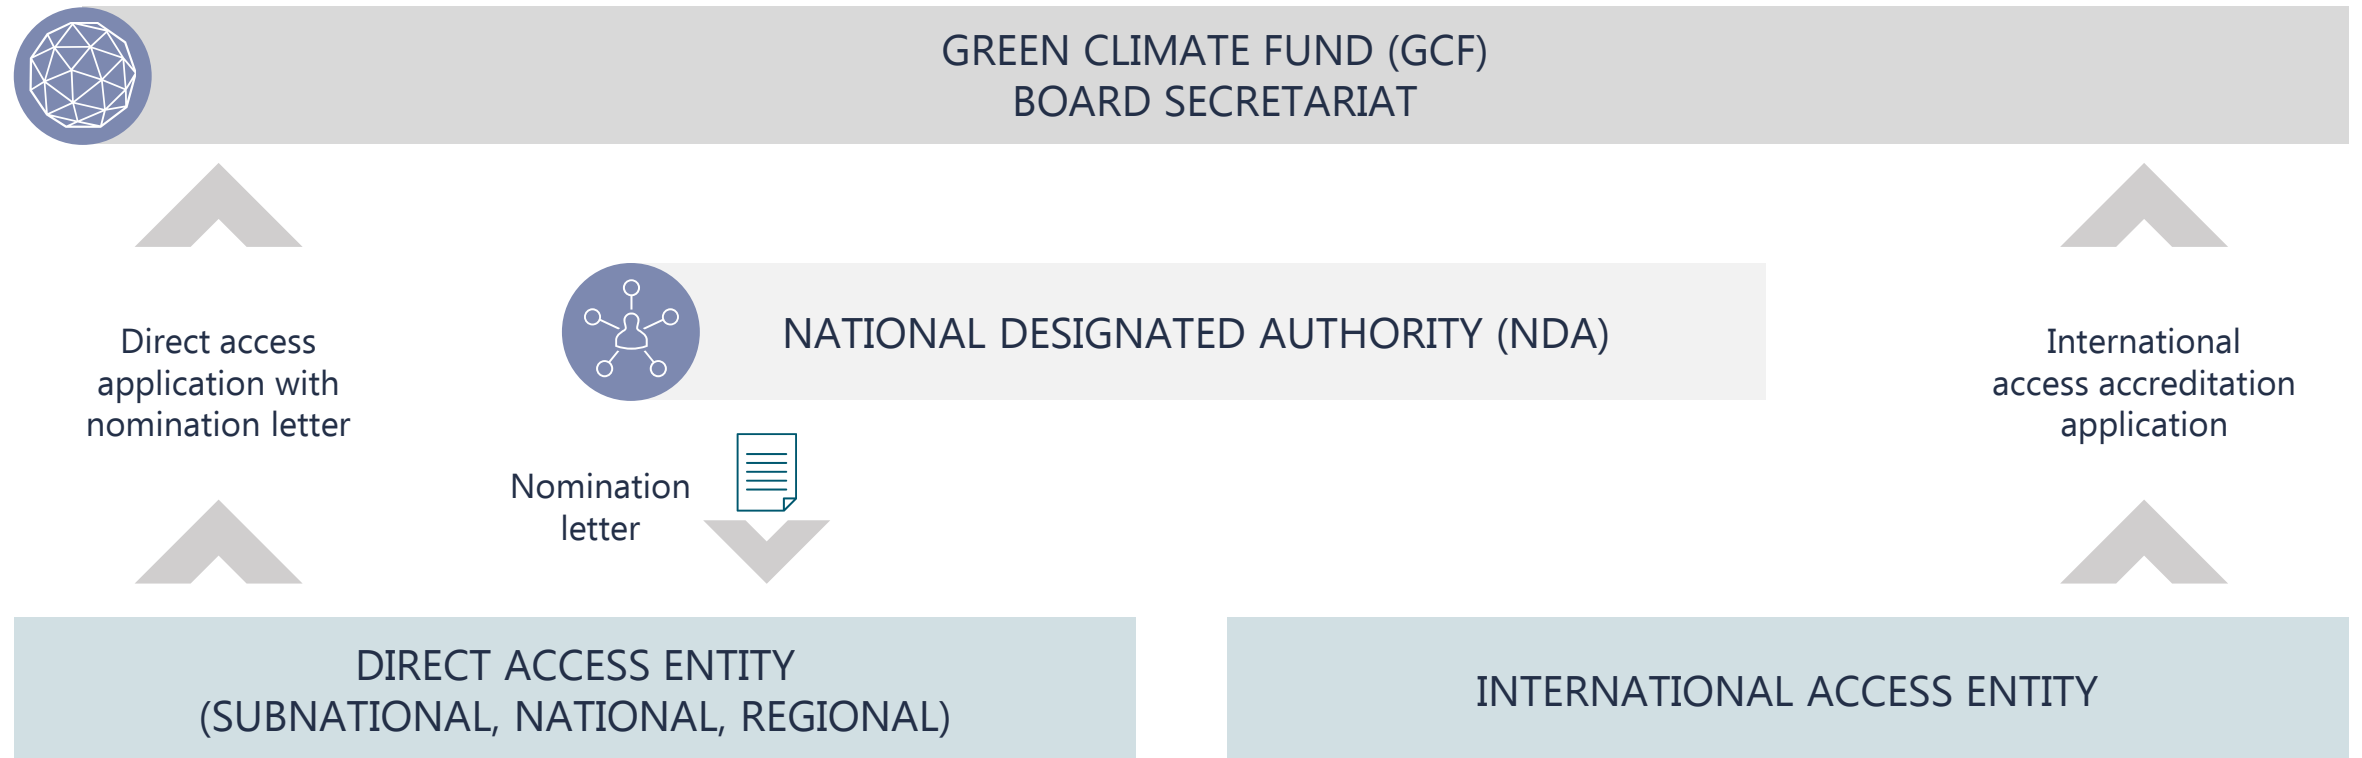 GREEN CLIMATE FUND (GCF)
BOARD SECRETARIAT
NATIONAL DESIGNATED AUTHORITY (NDA)
Direct access
application with
nomination letter
International
access accreditation
application
Nomination
letter
DIRECT ACCESS ENTITY
(SUBNATIONAL, NATIONAL, REGIONAL)
INTERNATIONAL ACCESS ENTITY